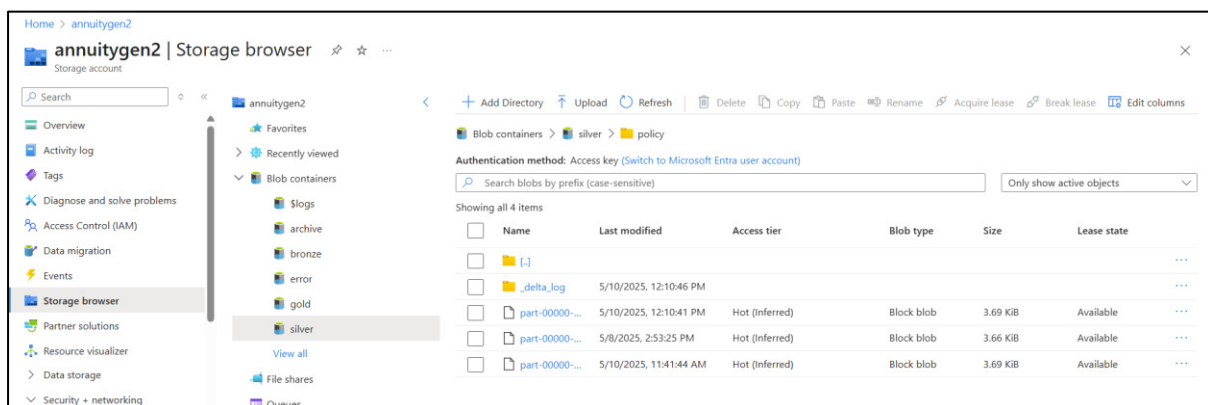 Home > annuitygen2
annuitygen2 | Storage browser
Storage account
Search
Overview
Activity log
Tags
Diagnose and solve problems
Access Control (IAM)
Data migration
Events
Storage browser
Partner solutions
Resource visualizer
Data storage
Security + networking
annuitygen2
Favorites
Recently viewed
Blob containers
$logs
archive
bronze
error
gold
silver
View all
File shares
Queues
Add Directory Upload Refresh Delete Copy Paste Rename Acquire lease Break lease Edit columns
Blob containers > silver > policy
Authentication method: Access key (Switch to Microsoft Entra user account)
Search blobs by prefix (case-sensitive)
Only show active objects
Showing all 4 items
Name Last modified Access tier Blob type Size Lease state
[..]
_delta_log 5/10/2025, 12:10:46 PM
part-00000-... 5/10/2025, 12:10:41 PM Hot (Inferred) Block blob 3.69 KiB Available
part-00000-... 5/8/2025, 2:53:25 PM Hot (Inferred) Block blob 3.66 KiB Available
part-00000-... 5/10/2025, 11:41:44 AM Hot (Inferred) Block blob 3.69 KiB Available